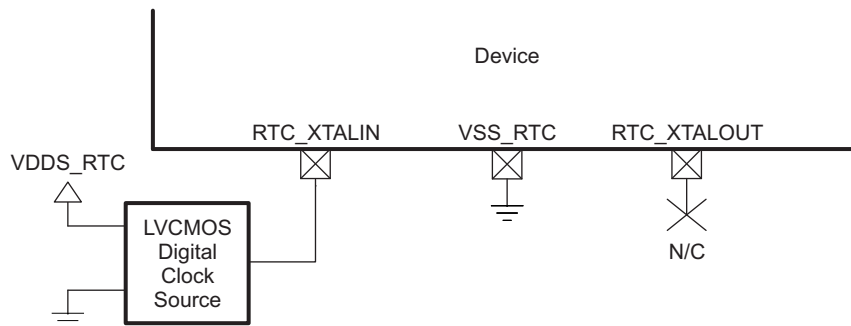 Device
RTC_XTALIN
VSS_RTC
RTC_XTALOUT
VDDS_RTC
LVCMOS
Digital
Clock
Source
N/C